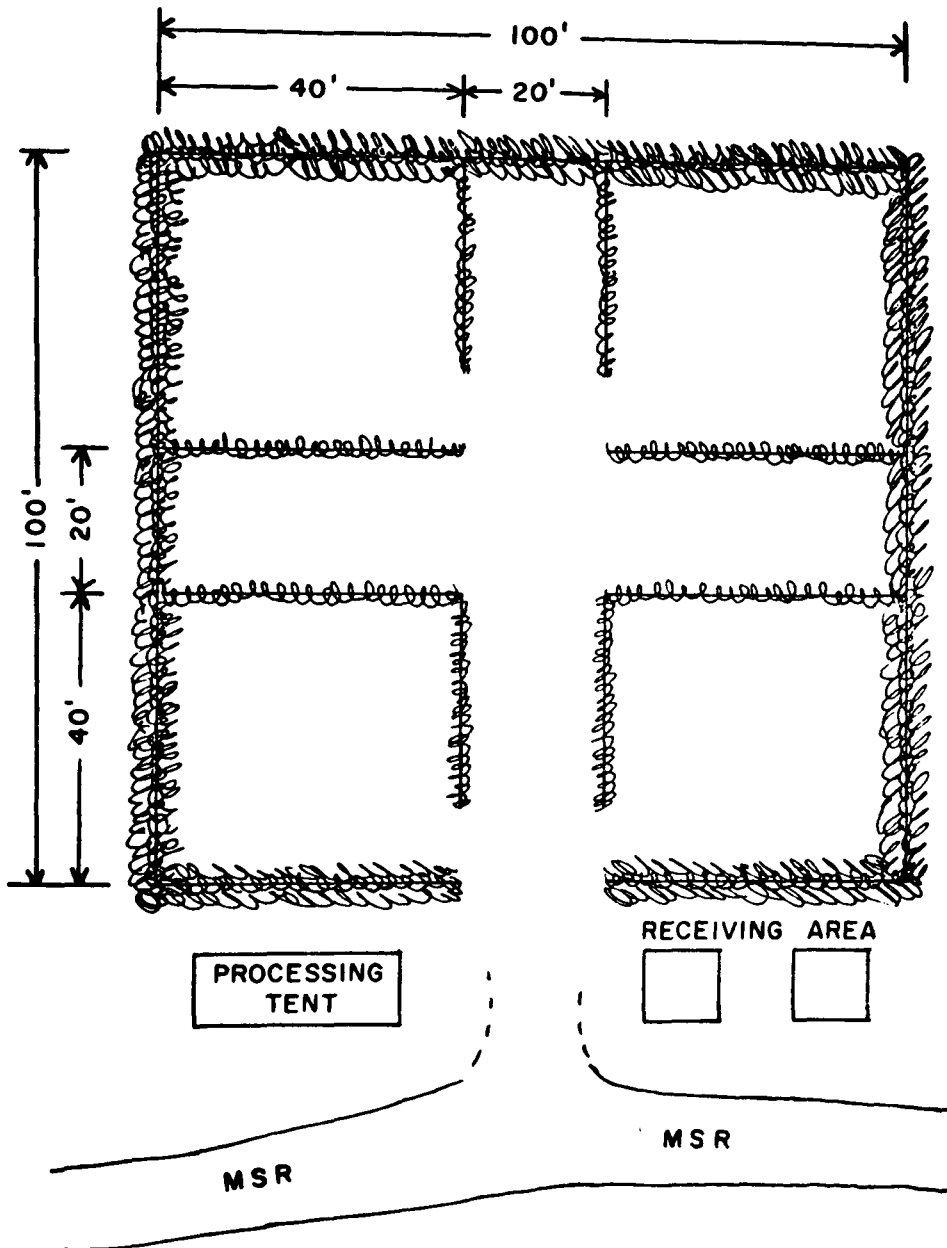 100'
40'
20'
100'
20'
40'
RECEIVING AREA
PROCESSING
TENT
MSR
MSR